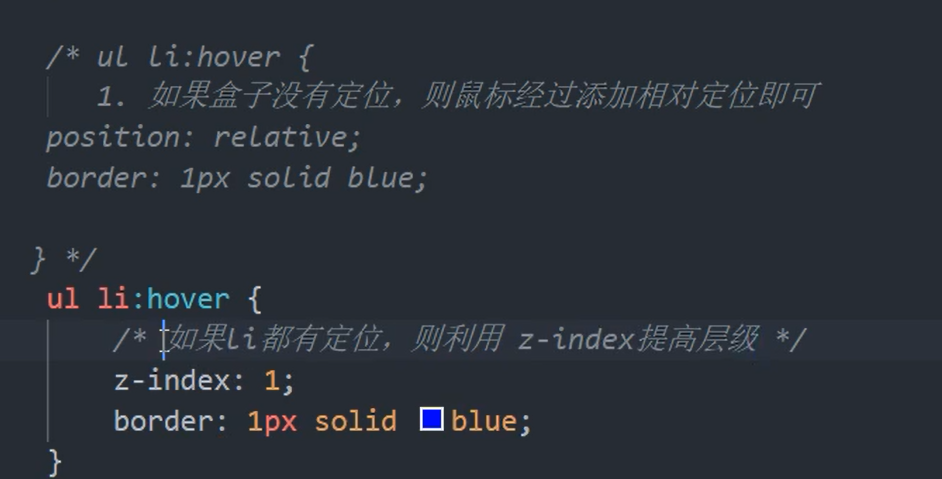 /* ul li:hover {
1. 如果盒子没有定位，则鼠标经过添加相对定位即可
position: relative;
border: 1px solid blue;
} */
ul li:hover {
/* 如果li都有定位，则利用 z-index提高层级 */
z-index: 1;
border: 1px solid blue;
}